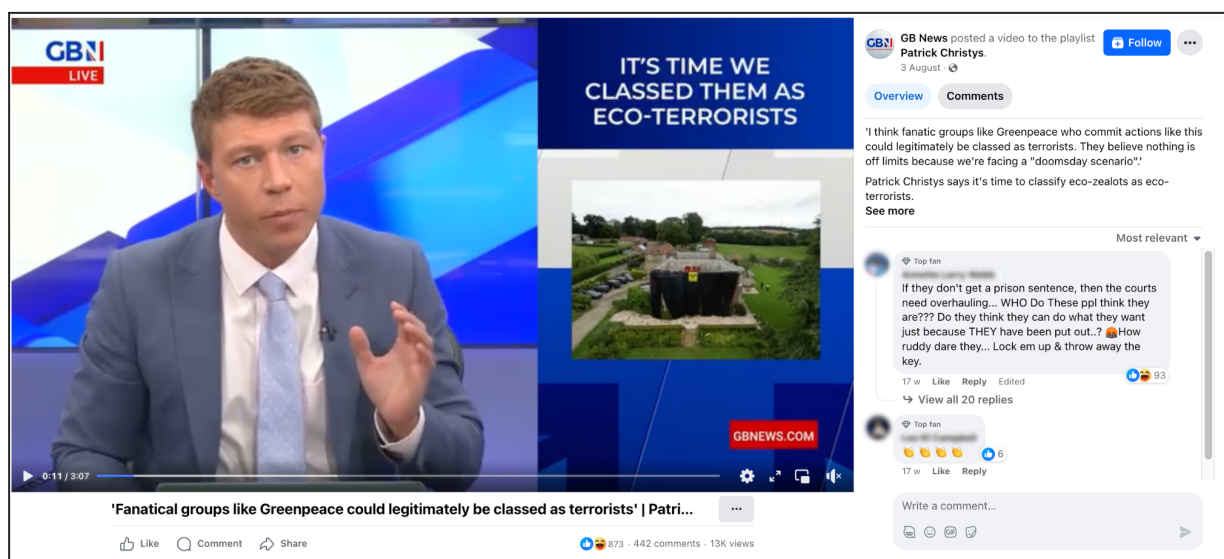 GBN
LIVE
IT'S TIME WE
CLASSED THEM AS
ECO-TERRORISTS
GBNEWS.COM
0:11 / 3:07
'Fanatical groups like Greenpeace could legitimately be classed as terrorists' | Patri...
Like Comment Share
873 · 442 comments · 13K views
GBN
GB News posted a video to the playlist
Patrick Christys.
3 August ·
Follow
Overview Comments
'I think fanatic groups like Greenpeace who commit actions like this
could legitimately be classed as terrorists. They believe nothing is
off limits because we're facing a "doomsday scenario".'
Patrick Christys says it's time to classify eco-zealots as eco-
terrorists.
See more
Most relevant
Top fan
If they don't get a prison sentence, then the courts
need overhauling... WHO Do These ppl think they
are??? Do they think they can do what they want
just because THEY have been put out..? 🤬How
ruddy dare they... Lock em up & throw away the
key.
93
17 w Like Reply Edited
View all 20 replies
Top fan
👏 👏 👏 👏
6
17 w Like Reply
Write a comment...
GIF